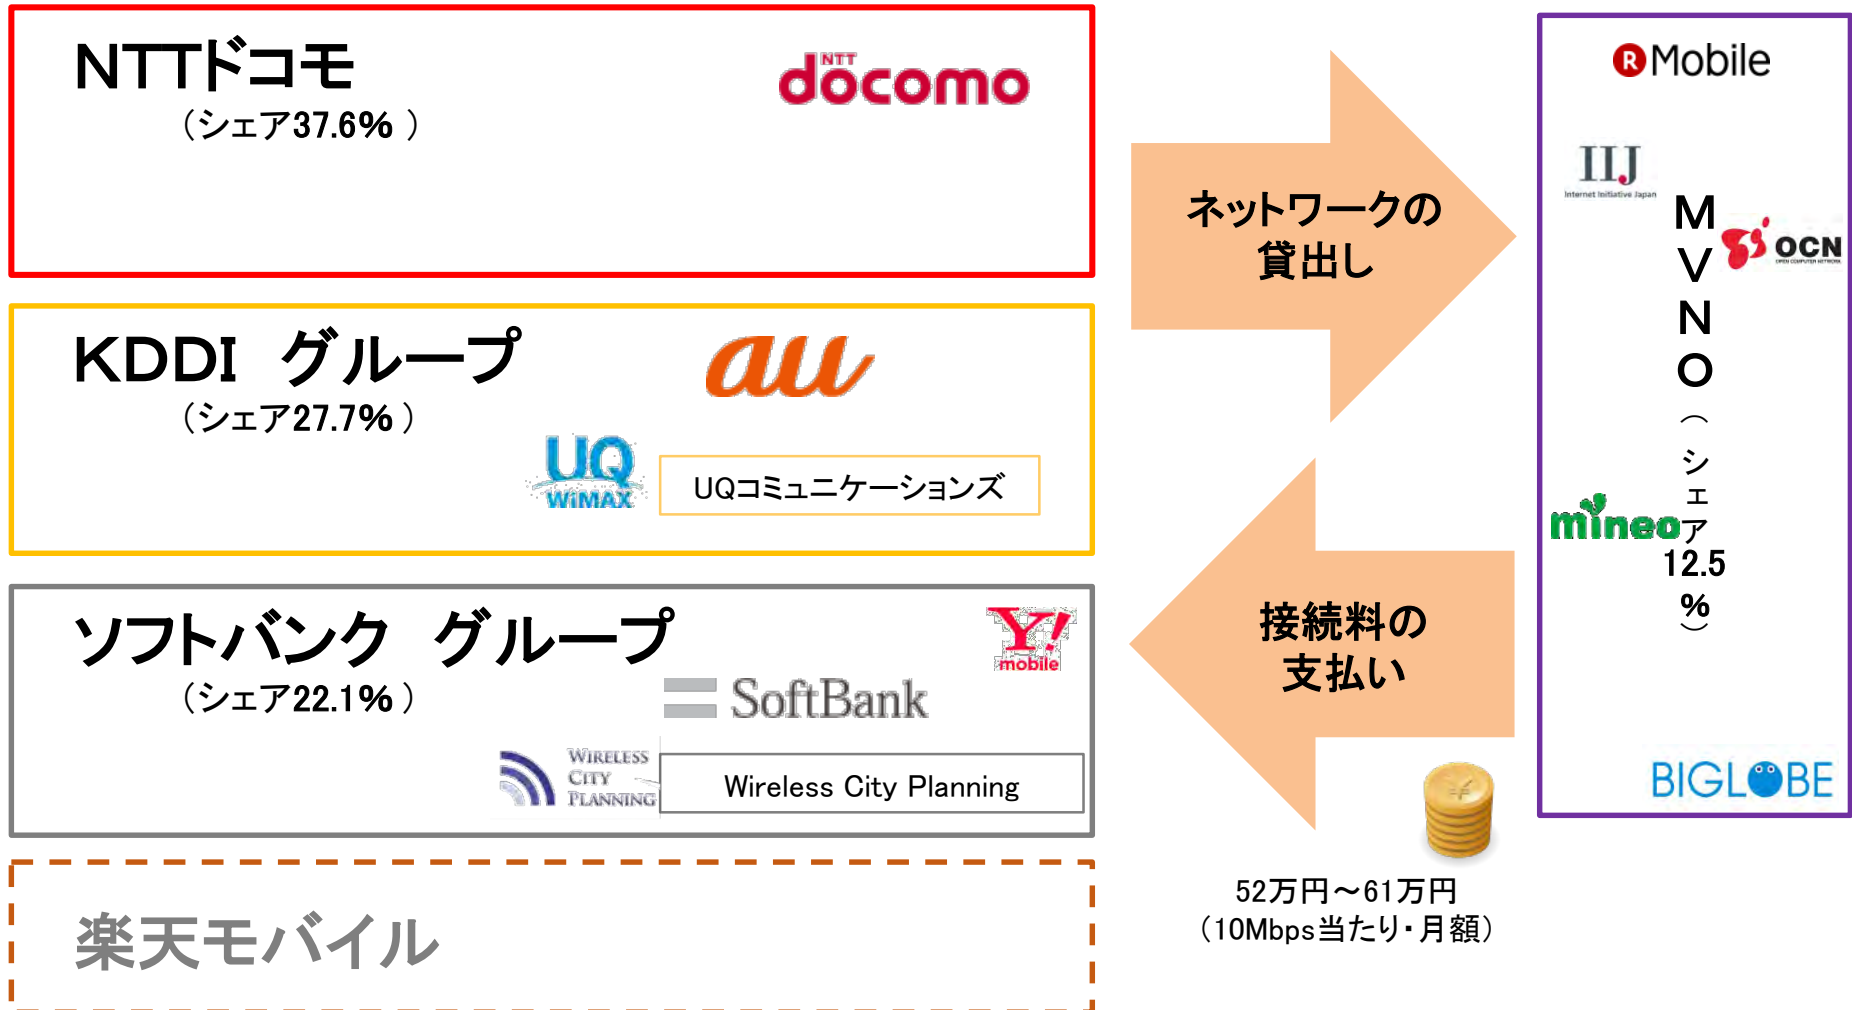 NTTドコモ
（シェア37.6% ）
NTT
docomo
KDDI　グループ
（シェア27.7% ）
au
UQ
WiMAX
UQコミュニケーションズ
ソフトバンク　グループ
（シェア22.1% ）
Y!
mobile
SoftBank
WIRELESS
CITY
PLANNING
Wireless City Planning
楽天モバイル
ネットワークの
貸出し
接続料の
支払い
52万円～61万円
（10Mbps当たり・月額）
R Mobile
IIJ
Internet Initiative Japan
OCN
OPEN COMPUTER NETWORK
MVNO（シェア12.5%）
mineo
BIGLOBE